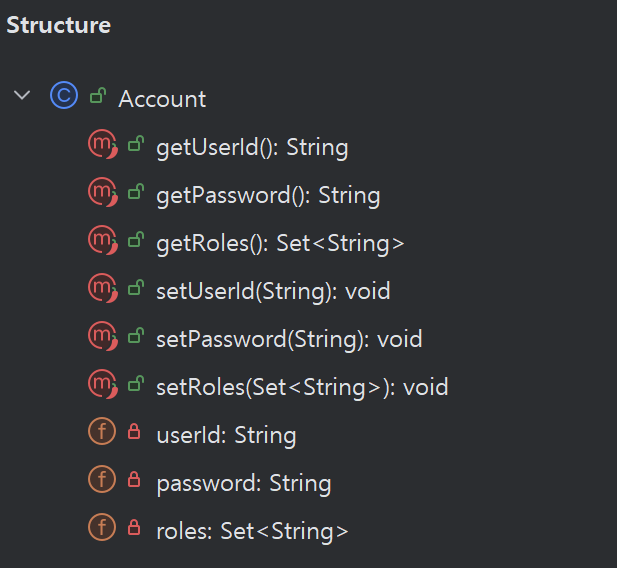 Structure
Account
getUserId(): String
getPassword(): String
getRoles(): Set<String>
setUserId(String): void
setPassword(String): void
setRoles(Set<String>): void
userId: String
password: String
roles: Set<String>